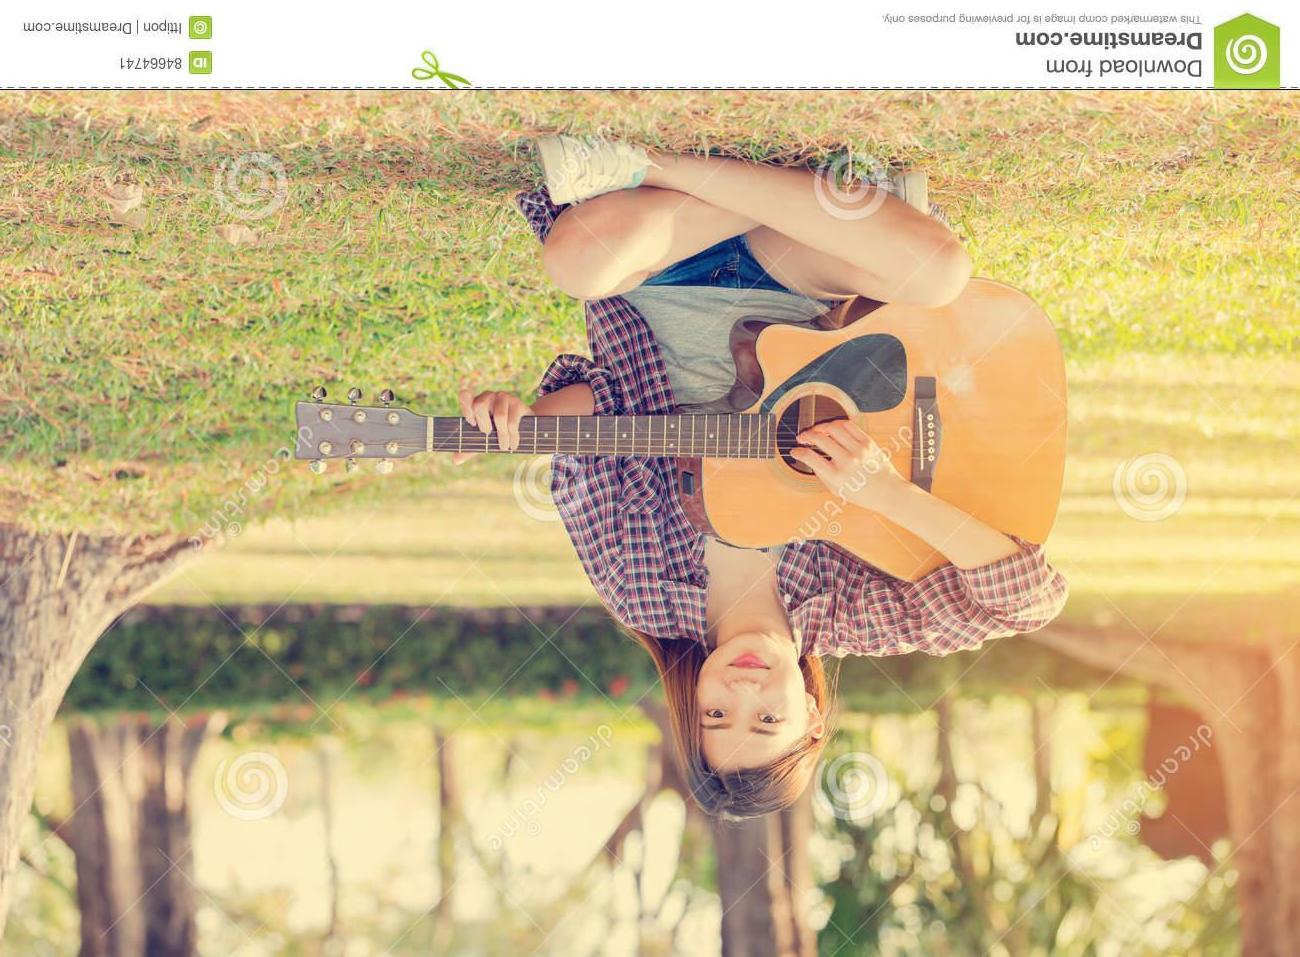 Download from
Dreamstime.com
This watermarked comp image is for previewing purposes only.
ID 84664741
© Ittipon | Dreamstime.com
dreamstime
dreamstime
dreamstime
dreamstime
dreamstime